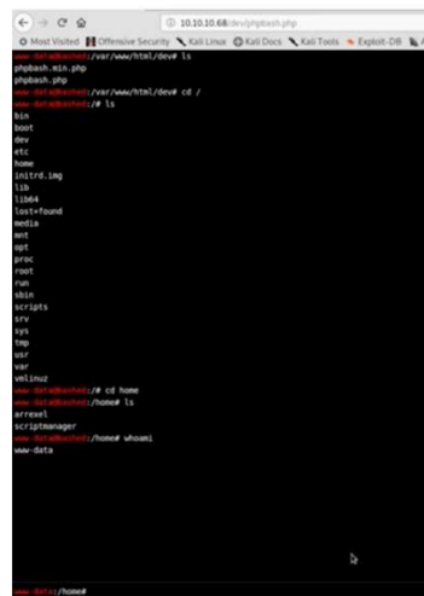 10.10.10.68/dev/phpbash.php
Most Visited Offensive Security Kali Linux Kali Docs Kali Tools Exploit-DB
www-data@bashed:/var/www/html/dev# ls
phpbash.min.php
phpbash.php
www-data@bashed:/var/www/html/dev# cd /
www-data@bashed:/# ls
bin
boot
dev
etc
home
initrd.img
lib
lib64
lost+found
media
mnt
opt
proc
root
run
sbin
scripts
srv
sys
tmp
usr
var
vmlinuz
www-data@bashed:/# cd home
www-data@bashed:/home# ls
arrexel
scriptmanager
www-data@bashed:/home# whoami
www-data
www-data:/home#